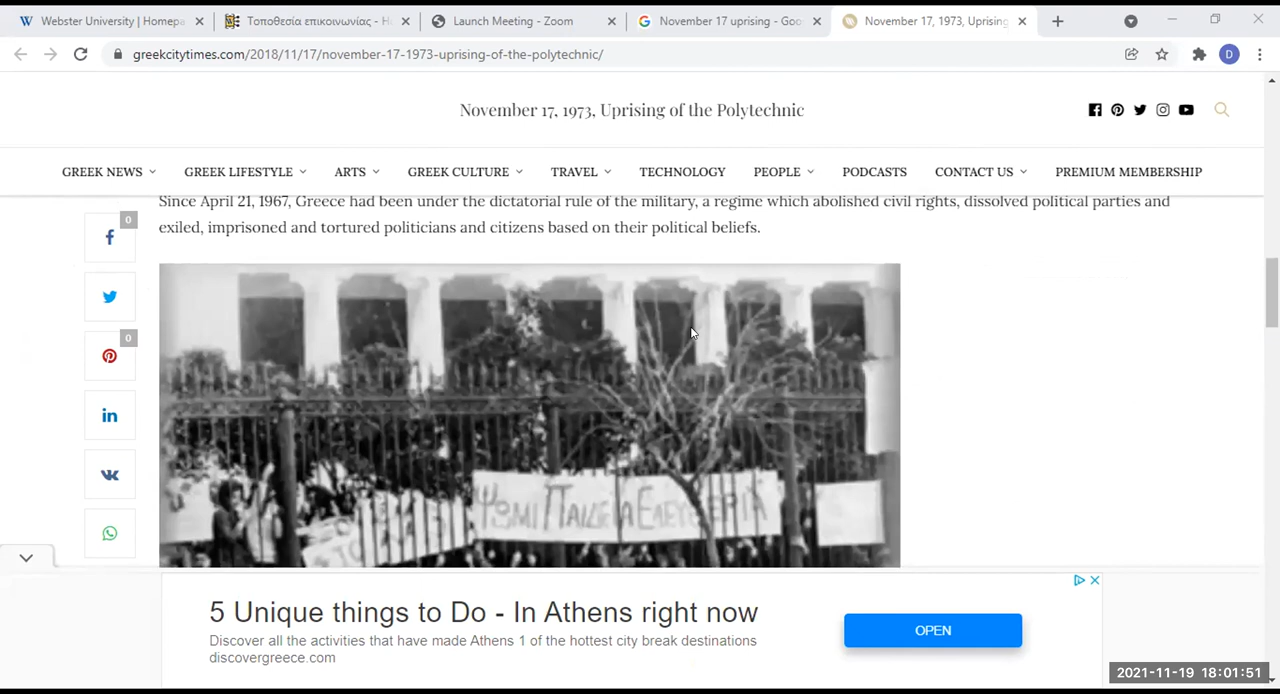 Webster University | Homepa
Τοποθεσία επικοινωνίας - Η
Launch Meeting - Zoom
November 17 uprising - Goo
November 17, 1973, Uprising
greekcitytimes.com/2018/11/17/november-17-1973-uprising-of-the-polytechnic/
D
November 17, 1973, Uprising of the Polytechnic
GREEK NEWS GREEK LIFESTYLE ARTS GREEK CULTURE TRAVEL TECHNOLOGY PEOPLE PODCASTS CONTACT US PREMIUM MEMBERSHIP
Since April 21, 1967, Greece had been under the dictatorial rule of the military, a regime which abolished civil rights, dissolved political parties and
exiled, imprisoned and tortured politicians and citizens based on their political beliefs.
0
0
ΨΩΜΙ ΠΑΙΔΕΙΑ ΕΛΕΥΘΕΡΙΑ
5 Unique things to Do - In Athens right now
Discover all the activities that have made Athens 1 of the hottest city break destinations
discovergreece.com
OPEN
2021-11-19 18:01:51